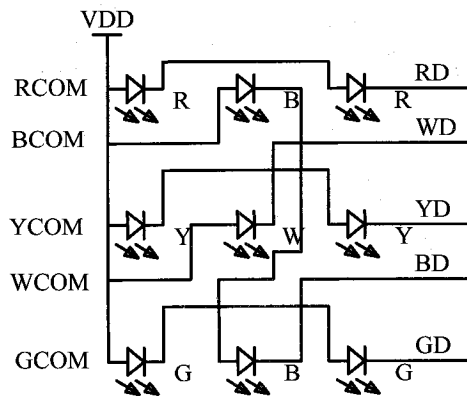 VDD
RCOM R B R RD
BCOM WD
YCOM Y W Y YD
WCOM BD
GCOM G B G GD